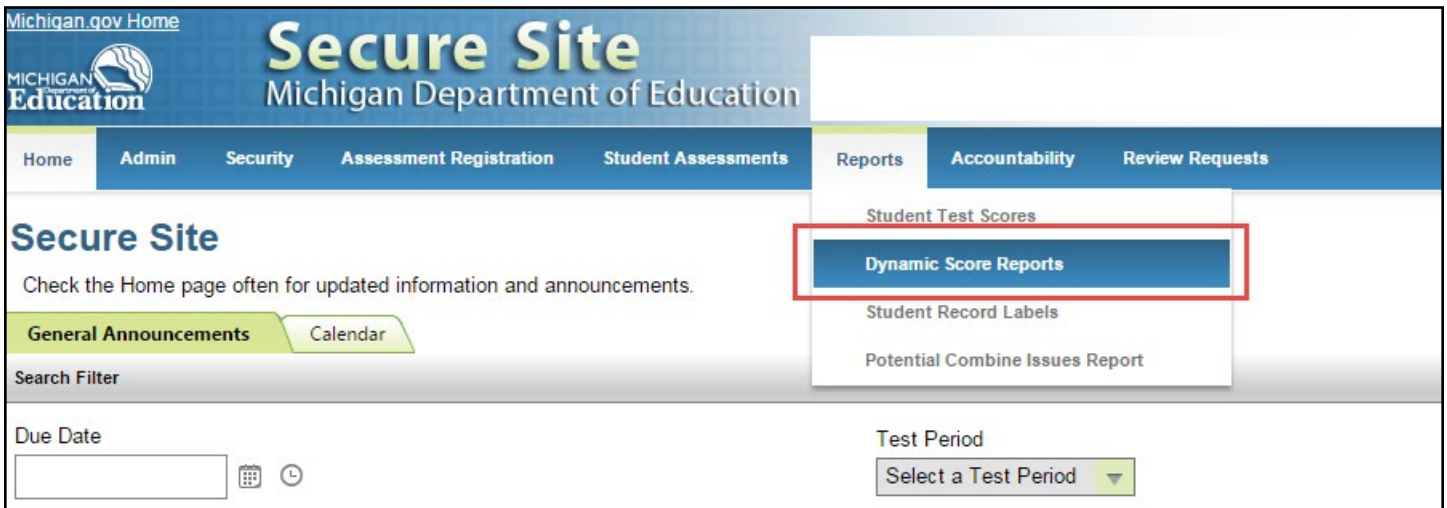 Michigan.gov Home
MICHIGAN
Department of
Education
Secure Site
Michigan Department of Education
Home Admin Security Assessment Registration Student Assessments Reports Accountability Review Requests
Student Test Scores
Dynamic Score Reports
Student Record Labels
Potential Combine Issues Report
Secure Site
Check the Home page often for updated information and announcements.
General Announcements Calendar
Search Filter
Due Date
Test Period
Select a Test Period